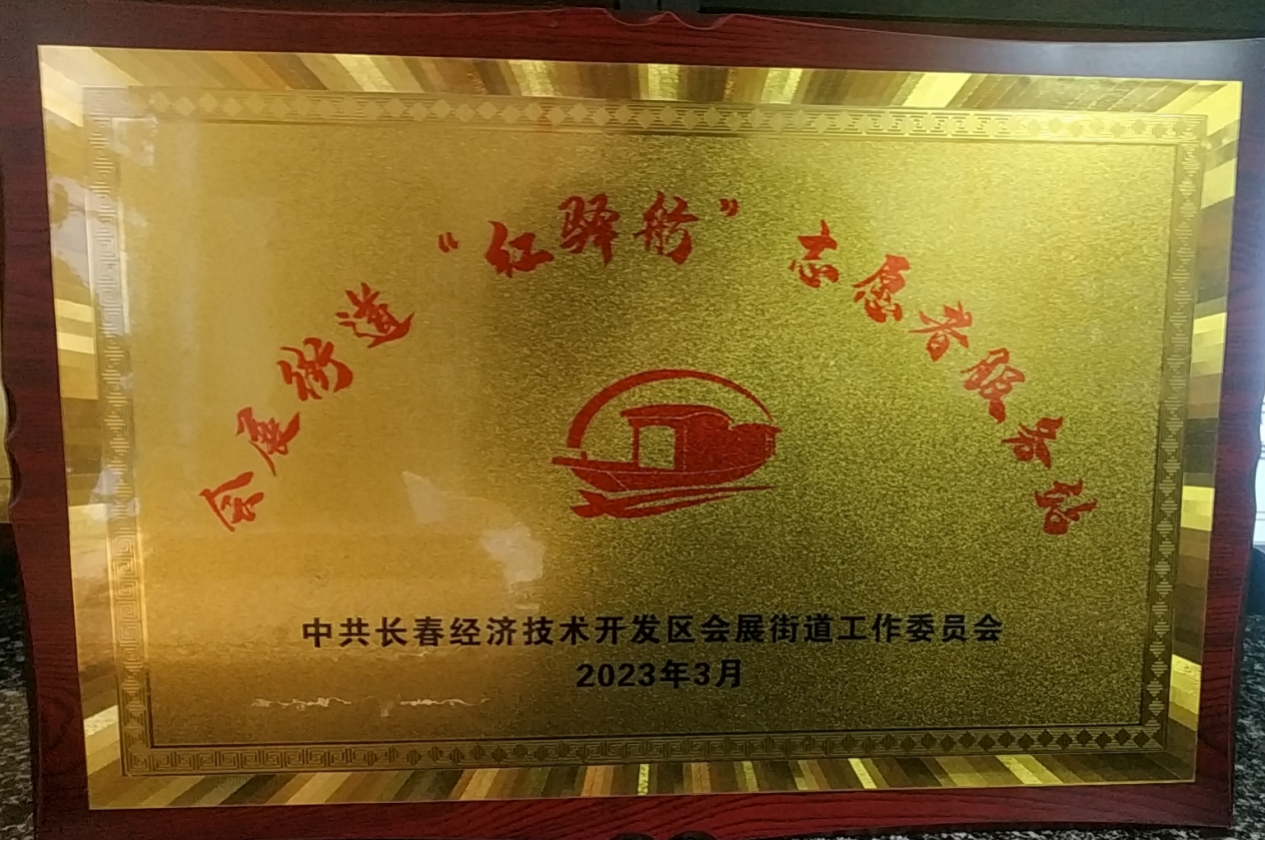 会展街道“红驿街”志愿者服务站
中共长春经济技术开发区会展街道工作委员会
2023年3月